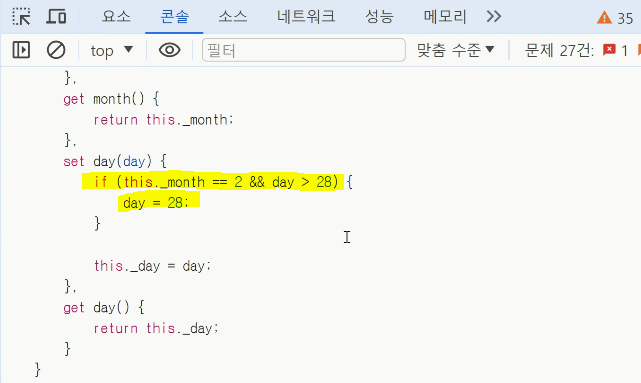 요소 콘솔 소스 네트워크 성능 메모리 35
top 필터 맞춤 수준 문제 27건: 1
},
get month() {
return this._month;
},
set day(day) {
if (this._month == 2 && day > 28) {
day = 28;
}
this._day = day;
},
get day() {
return this._day;
}
}